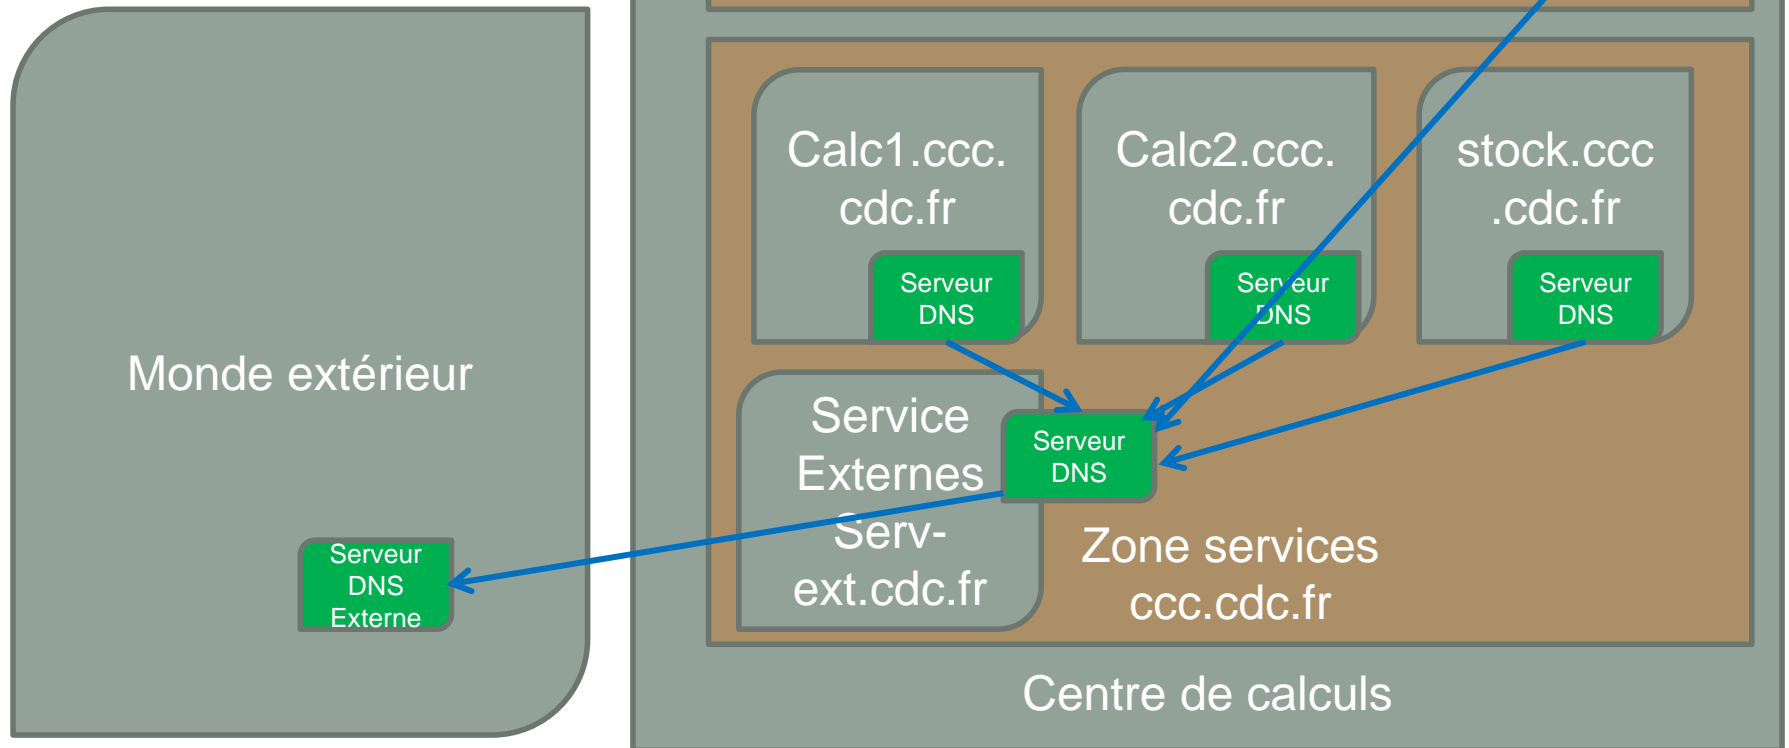 Monde extérieur
Serveur
DNS
Externe
Calc1.ccc.
cdc.fr
Serveur
DNS
Calc2.ccc.
cdc.fr
Serveur
DNS
stock.ccc
.cdc.fr
Serveur
DNS
Service
Externes
Serv-
ext.cdc.fr
Serveur
DNS
Zone services
ccc.cdc.fr
Centre de calculs